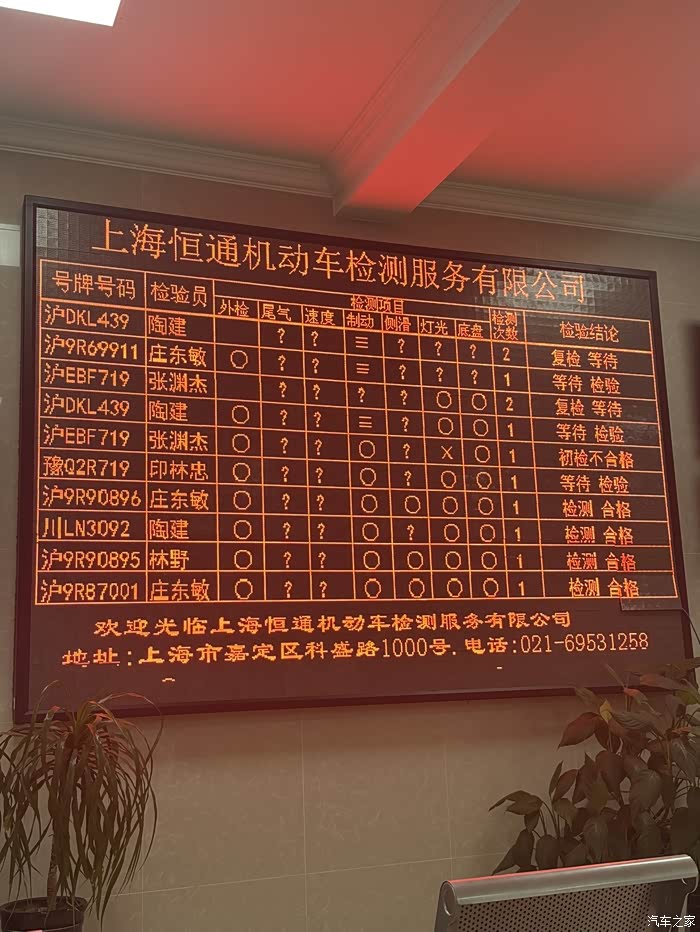 上海恒通机动车检测服务有限公司
号牌号码 检验员 检测项目 检测次数 检验结论
外检 尾气 速度 制动 侧滑 灯光 底盘
沪DKL439 陶建 ? ? 三 ? ? ? 2 复检 等待
沪9R69911 庄东敏 ○ ? ? 三 ? ? ? 1 等待 检验
沪EBF719 张渊杰 ? ? ? ? ○ ○ 2 复检 等待
沪DKL439 陶建 ○ ? ? 三 ? ○ ○ 1 等待 检验
沪EBF719 张渊杰 ○ ? ? ○ ? X ○ 1 初检不合格
豫Q2R719 印林忠 ○ ? ? ○ ? ○ ○ 1 等待 检验
沪9R90896 庄东敏 ○ ? ? ○ ○ ○ ○ 1 检测 合格
川LN3092 陶建 ○ ? ? ○ ? ○ ○ 1 检测 合格
沪9R90895 林野 ○ ? ? ○ ○ ○ ○ 1 检测 合格
沪9R87001 庄东敏 ○ ? ? ○ ○ ○ ○ 1 检测 合格
欢迎光临上海恒通机动车检测服务有限公司
地址:上海市嘉定区科盛路1000号.电话:021-69531258
汽车之家